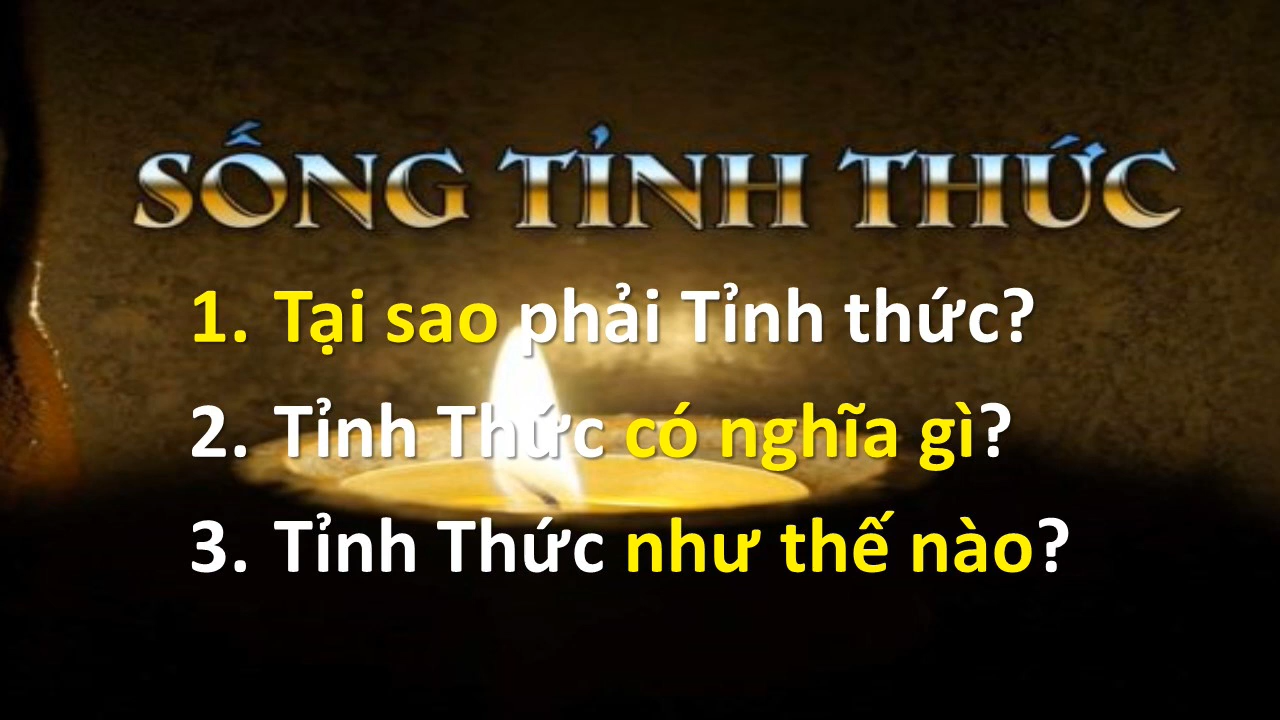 SỐNG TỈNH THỨC
1. Tại sao phải Tỉnh thức?
2. Tỉnh Thức có nghĩa gì?
3. Tỉnh Thức như thế nào?